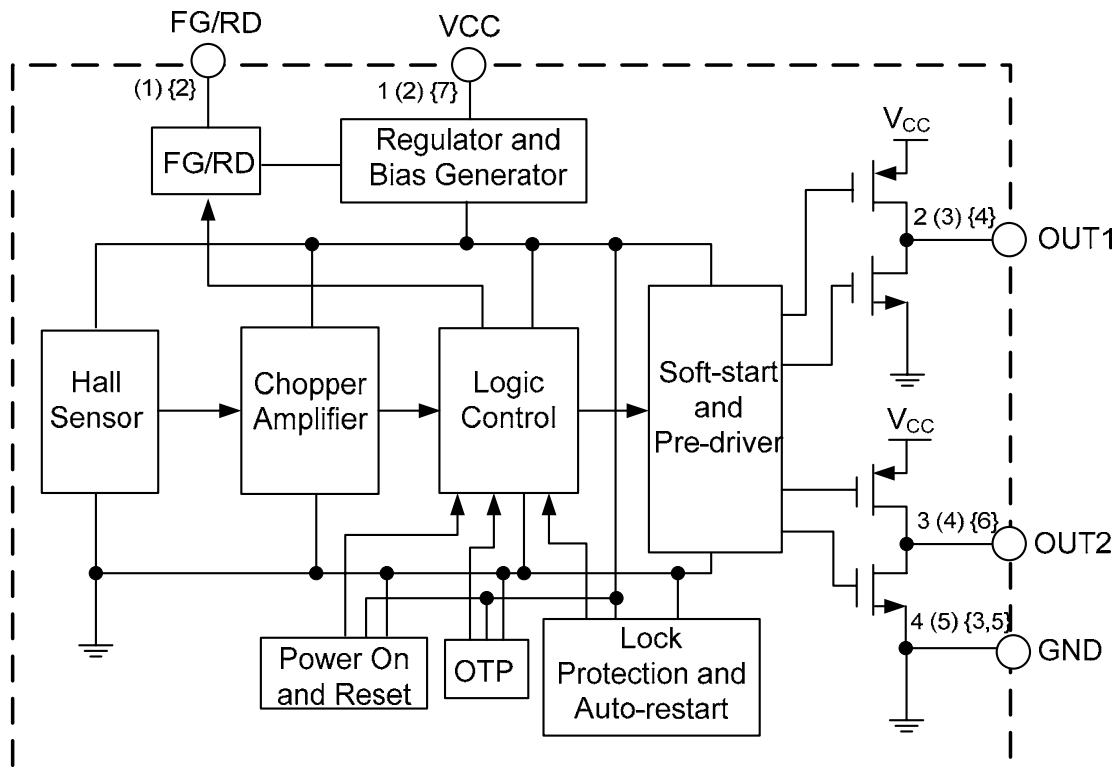 FG/RD
VCC
(1) {2}
1 (2) {7}
FG/RD
Regulator and
Bias Generator
VCC
2 (3) {4}
OUT1
Hall
Sensor
Chopper
Amplifier
Logic
Control
Soft-start
and
Pre-driver
VCC
3 (4) {6}
OUT2
4 (5) {3,5}
GND
Power On
and Reset
OTP
Lock
Protection and
Auto-restart